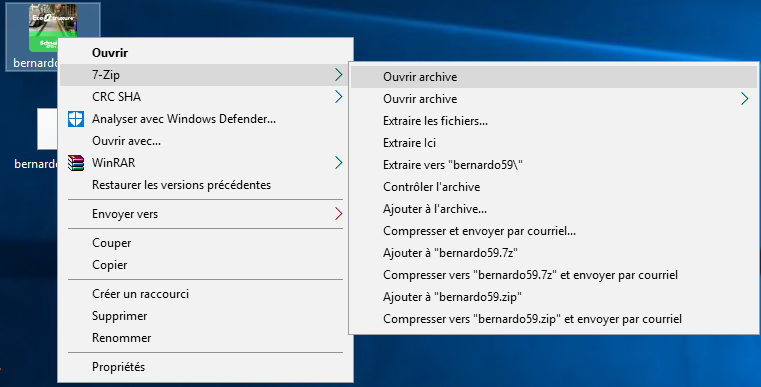 bernardo
bernardo
Ouvrir
7-Zip
CRC SHA
Analyser avec Windows Defender...
Ouvrir avec...
WinRAR
Restaurer les versions précédentes
Envoyer vers
Couper
Copier
Créer un raccourci
Supprimer
Renommer
Propriétés
Ouvrir archive
Ouvrir archive
Extraire les fichiers...
Extraire Ici
Extraire vers "bernardo59\"
Contrôler l'archive
Ajouter à l'archive...
Compresser et envoyer par courriel...
Ajouter à "bernardo59.7z"
Compresser vers "bernardo59.7z" et envoyer par courriel
Ajouter à "bernardo59.zip"
Compresser vers "bernardo59.zip" et envoyer par courriel